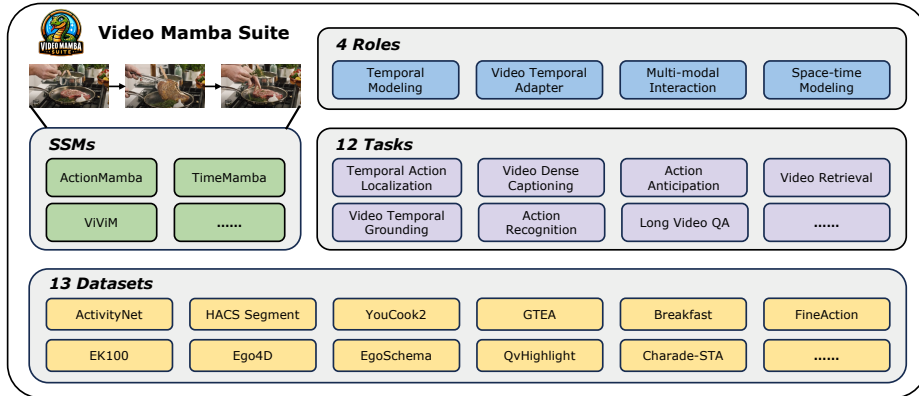 VIDEO MAMBA
SUITE
Video Mamba Suite
4 Roles
Temporal
Modeling
Video Temporal
Adapter
Multi-modal
Interaction
Space-time
Modeling
SSMs
ActionMamba
TimeMamba
ViViM
......
12 Tasks
Temporal Action
Localization
Video Dense
Captioning
Action
Anticipation
Video Retrieval
Video Temporal
Grounding
Action
Recognition
Long Video QA
......
13 Datasets
ActivityNet
HACS Segment
YouCook2
GTEA
Breakfast
FineAction
EK100
Ego4D
EgoSchema
QvHighlight
Charade-STA
......